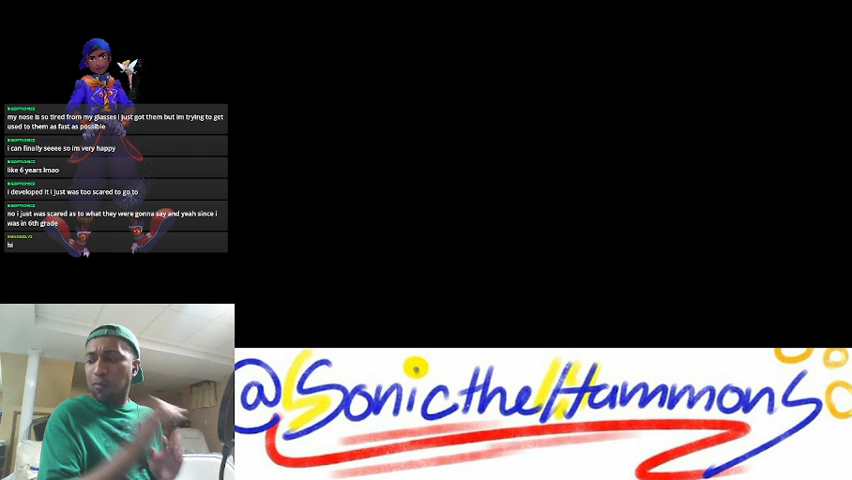 my nose is so tired from my glasses i just got them but im trying to get
used to them as fast as possible
i can finally seeee so im very happy
like 6 years lmao
i developed it i just was too scared to go to
no i just was scared as to what they were gonna say and yeah since i
was in 6th grade
hi
@SonictheHammons